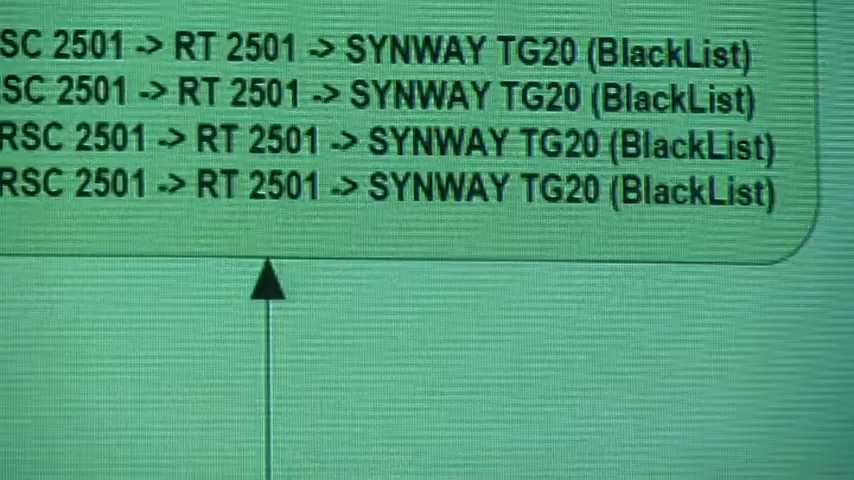 SC 2501 -> RT 2501 -> SYNWAY TG20 (BlackList)
SC 2501 -> RT 2501 -> SYNWAY TG20 (BlackList)
RSC 2501 -> RT 2501 -> SYNWAY TG20 (BlackList)
RSC 2501 -> RT 2501 -> SYNWAY TG20 (BlackList)